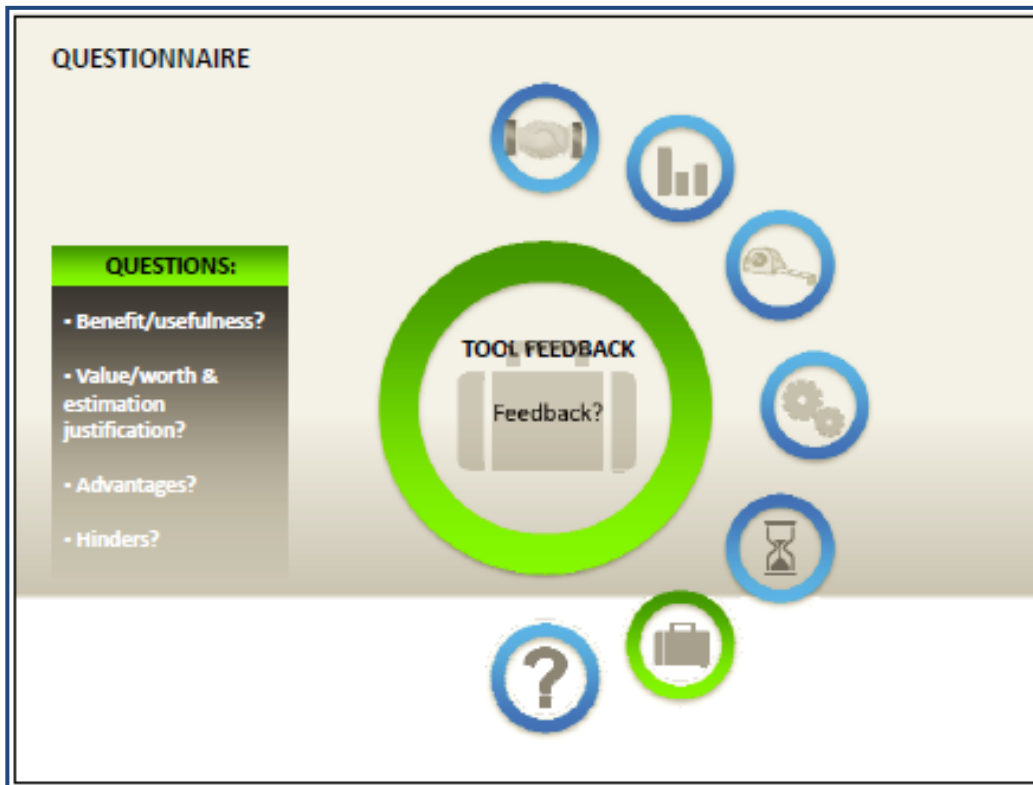 QUESTIONNAIRE
QUESTIONS:
• Benefit/usefulness?
• Value/worth &
estimation
justification?
• Advantages?
• Hinders?
TOOL FEEDBACK
Feedback?
?